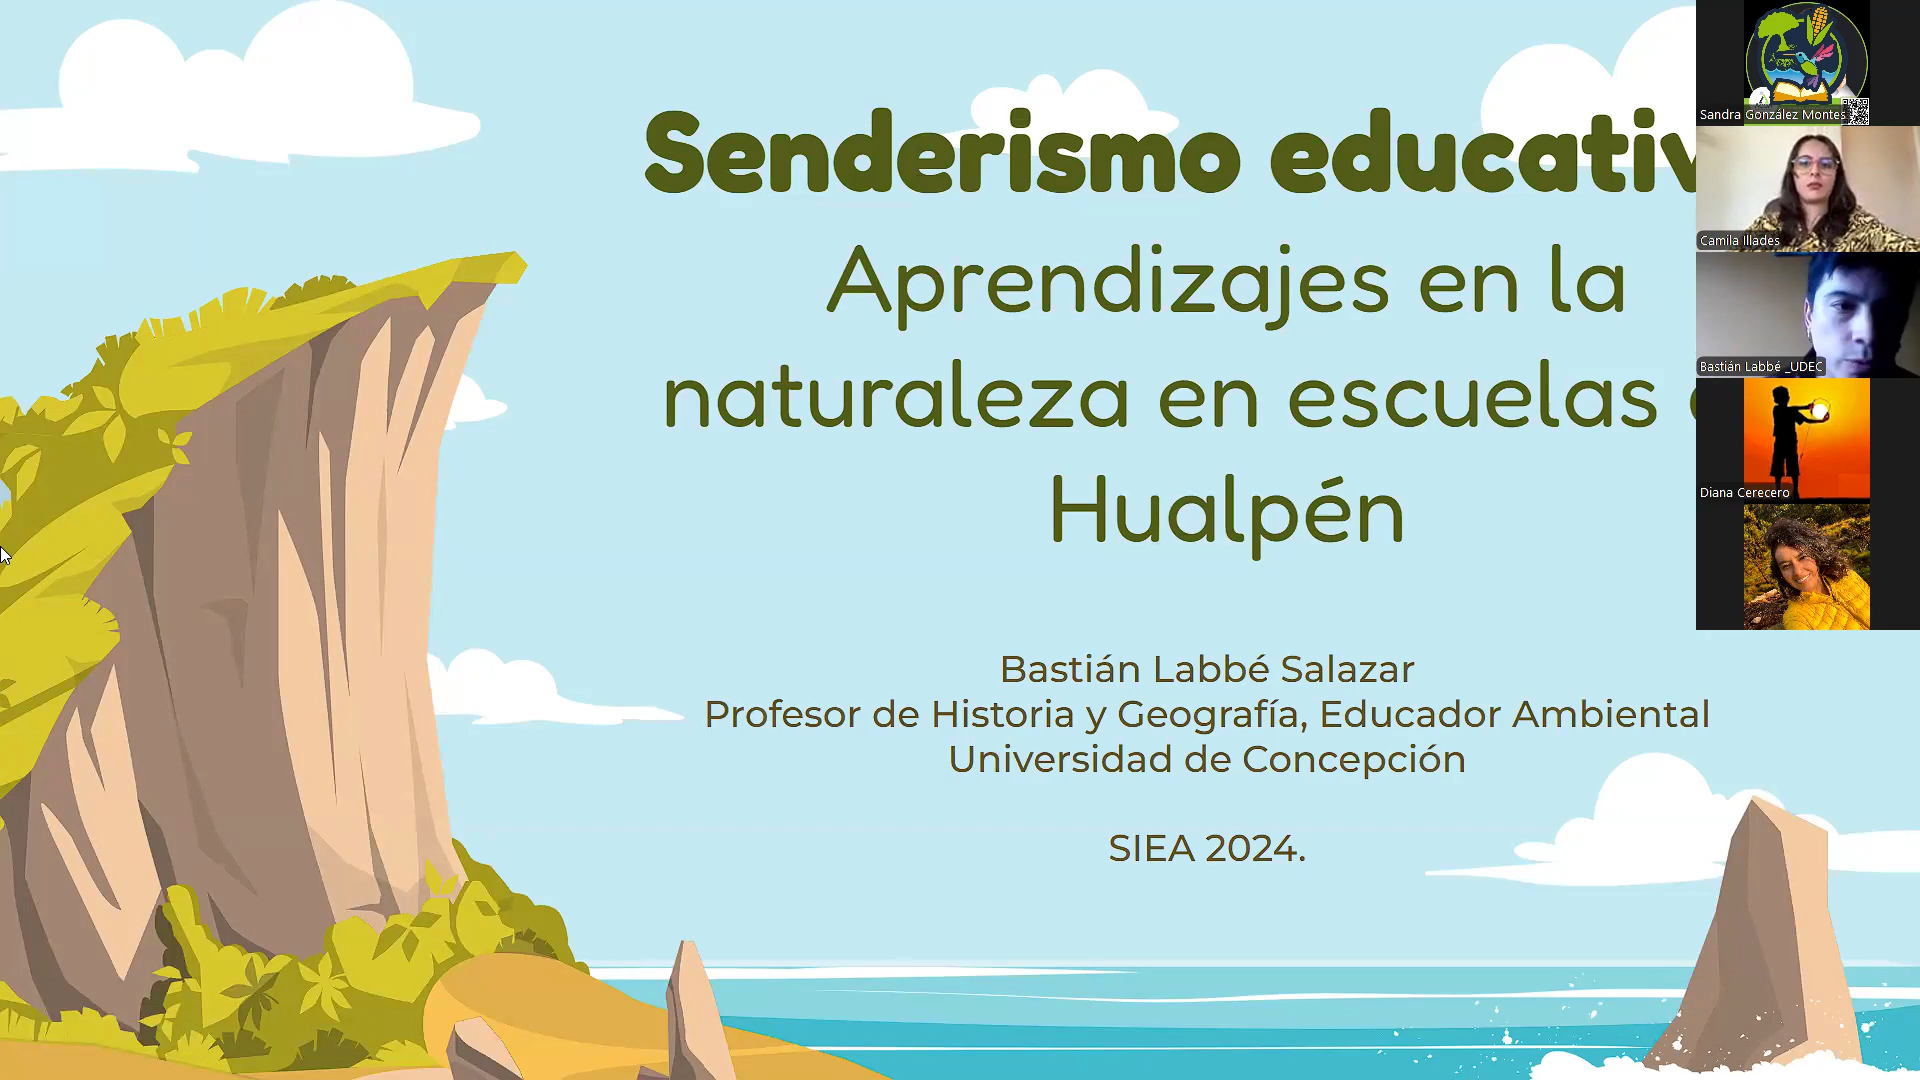 Senderismo educativ
Aprendizajes en la
naturaleza en escuelas
Hualpén
Bastián Labbé Salazar
Profesor de Historia y Geografía, Educador Ambiental
Universidad de Concepción
SIEA 2024.
Sandra González Montes
Camila Illades
Bastián Labbé _UDEC
Diana Cerecero